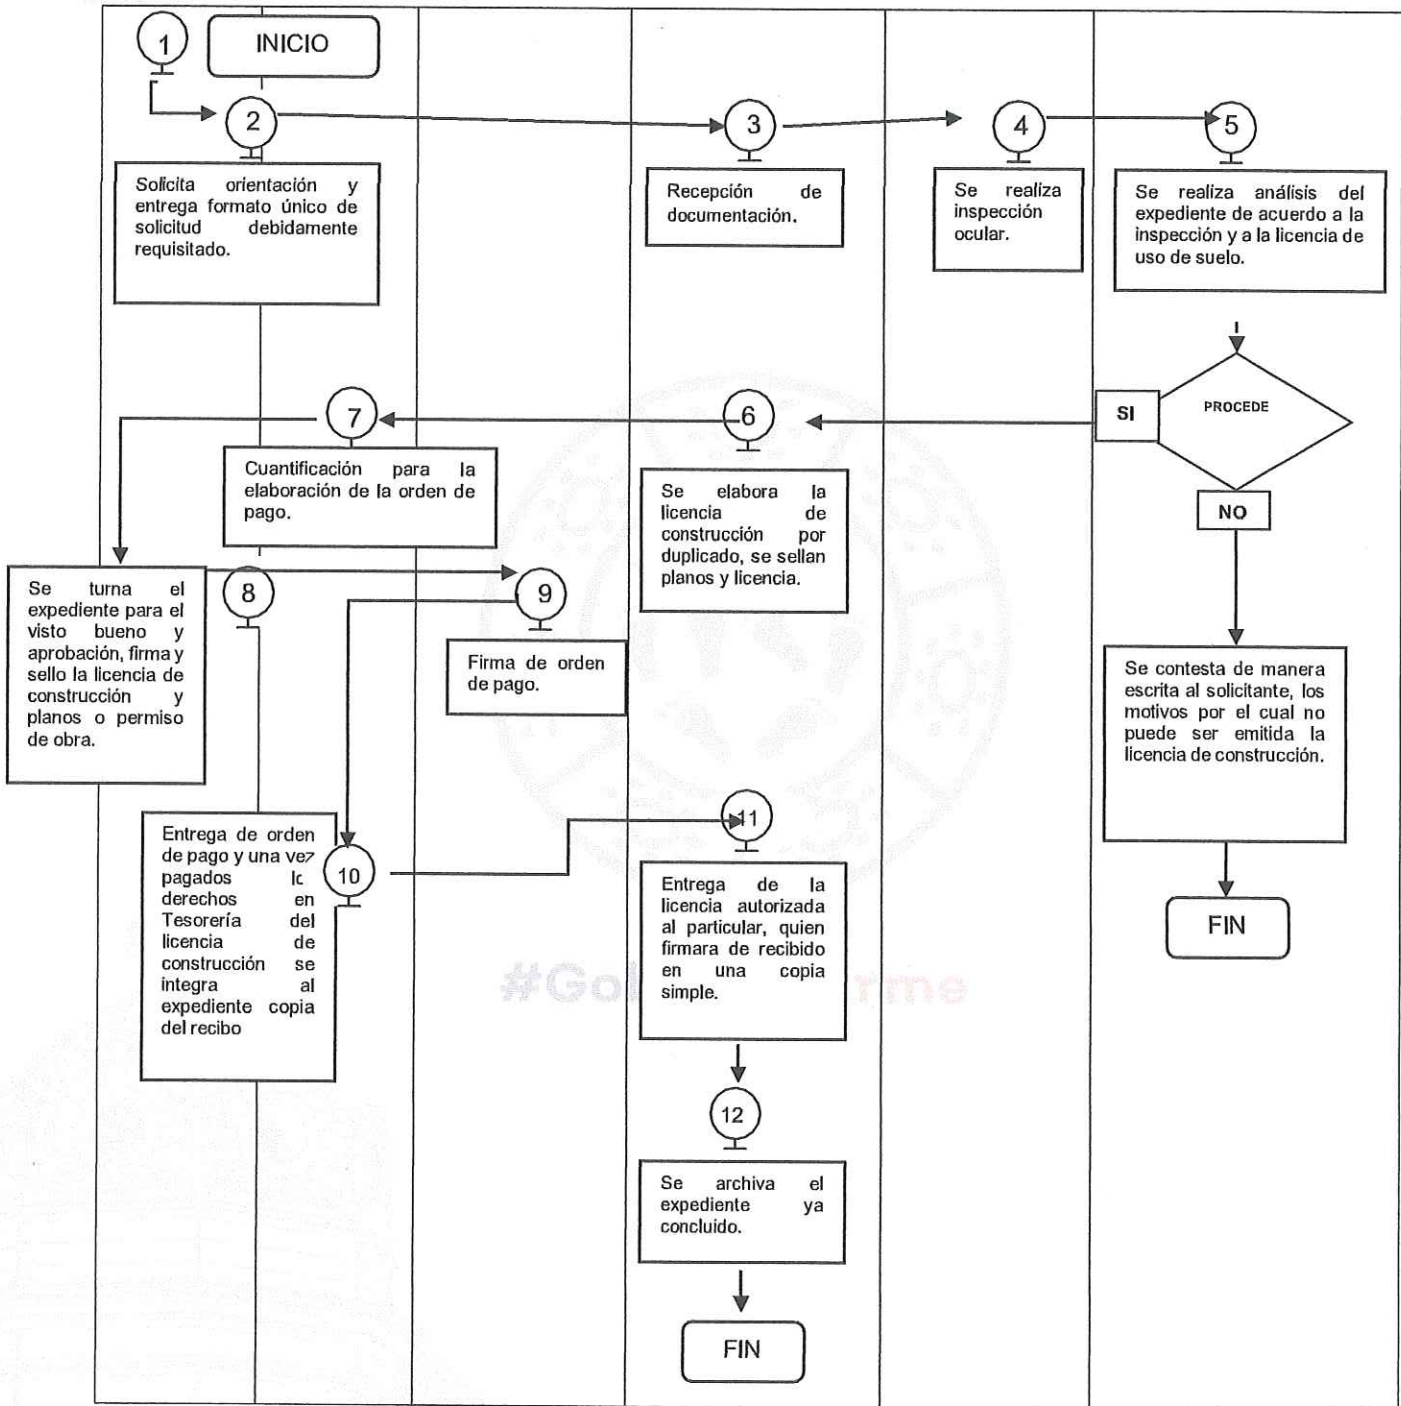 1
INICIO
2
3
4
5
Solicita orientación y
entrega formato único de
solicitud debidamente
requisitado.
Recepción de
documentación.
Se realiza
inspección
ocular.
Se realiza análisis del
expediente de acuerdo a la
inspección y a la licencia de
uso de suelo.
7
6
SI
PROCEDE
Cuantificación para la
elaboración de la orden de
pago.
Se elabora la
licencia de
construcción por
duplicado, se sellan
planos y licencia.
NO
Se turna el
expediente para el
visto bueno y
aprobación, firma y
sello la licencia de
construcción y
planos o permiso
de obra.
8
9
Firma de orden
de pago.
Se contesta de manera
escrita al solicitante, los
motivos por el cual no
puede ser emitida la
licencia de construcción.
Entrega de orden
de pago y una vez
pagados
derechos en
Tesorería del
licencia de
construcción se
integra al
expediente copia
del recibo
10
11
Entrega de la
licencia autorizada
al particular, quien
firmara de recibido
en una copia
simple.
FIN
12
Se archiva el
expediente ya
concluido.
FIN